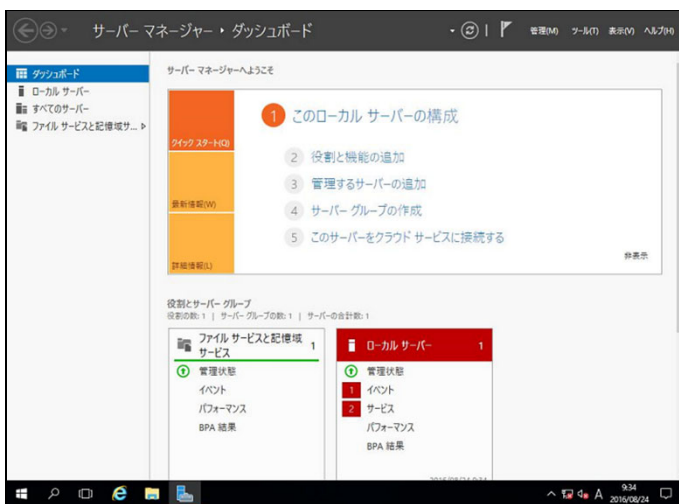 サーバー マネージャー・ダッシュボード
管理(M) ツール(T) 表示(V) ヘルプ(H)
ダッシュボード
ローカル サーバー
すべてのサーバー
ファイル サービスと記憶域サ...
サーバー マネージャーへようこそ
クイック スタート(Q)
最新情報(W)
詳細情報(L)
1 このローカル サーバーの構成
2 役割と機能の追加
3 管理するサーバーの追加
4 サーバー グループの作成
5 このサーバーをクラウド サービスに接続する
非表示
役割とサーバー グループ
役割の数: 1 | サーバー グループの数: 1 | サーバーの合計数: 1
ファイル サービスと記憶域
サービス
1
管理状態
イベント
パフォーマンス
BPA 結果
ローカル サーバー 1
管理状態
1 イベント
2 サービス
パフォーマンス
BPA 結果
2016/08/24 9:34
A
9:34
2016/08/24